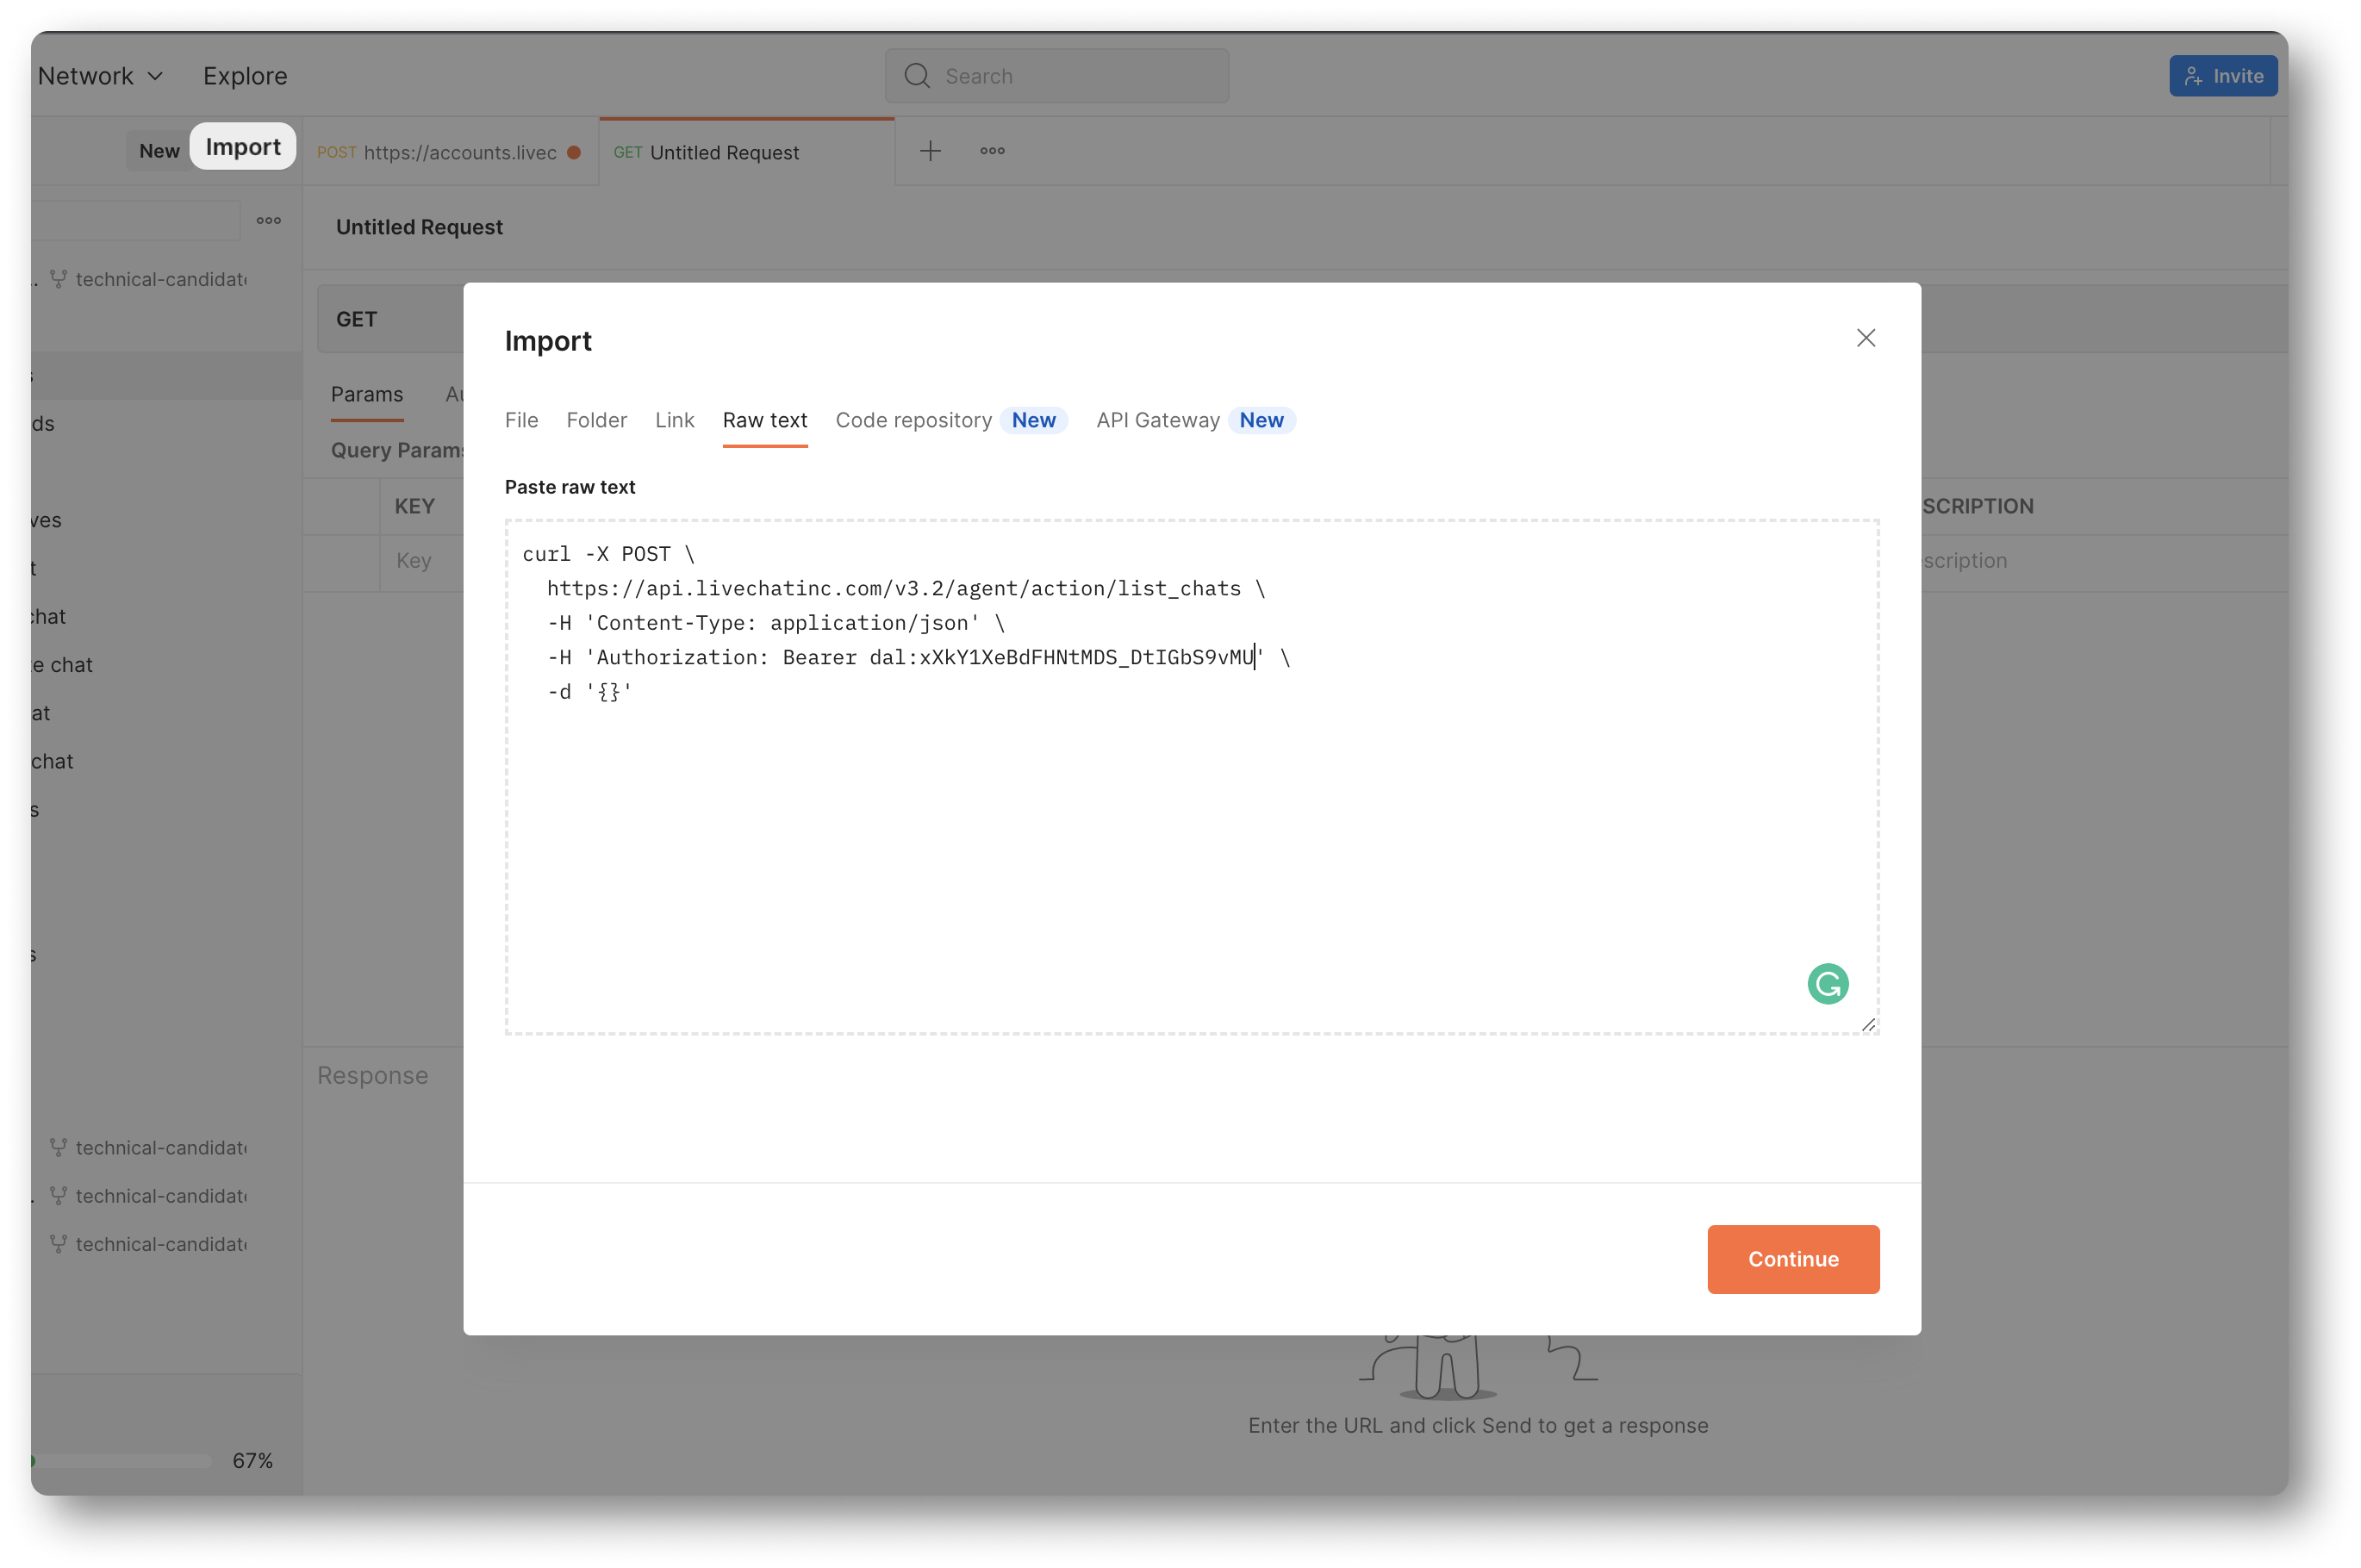 Network Explore Search Invite
New Import POST https://accounts.livec GET Untitled Request
Untitled Request
technical-candidat
GET
Import
Params
File Folder Link Raw text Code repository New API Gateway New
ds
Query Params
Paste raw text
KEY
SCRIPTION
ves
curl -X POST \
Key
scription
t
https://api.livechatinc.com/v3.2/agent/action/list_chats \
chat
-H 'Content-Type: application/json' \
e chat
-H 'Authorization: Bearer dal:xXkY1XeBdFHNtMDS_DtIGbS9vMU' \
-d '{}'
at
chat
s
s
Response
technical-candidat
technical-candidat
technical-candidat
Continue
Enter the URL and click Send to get a response
67%